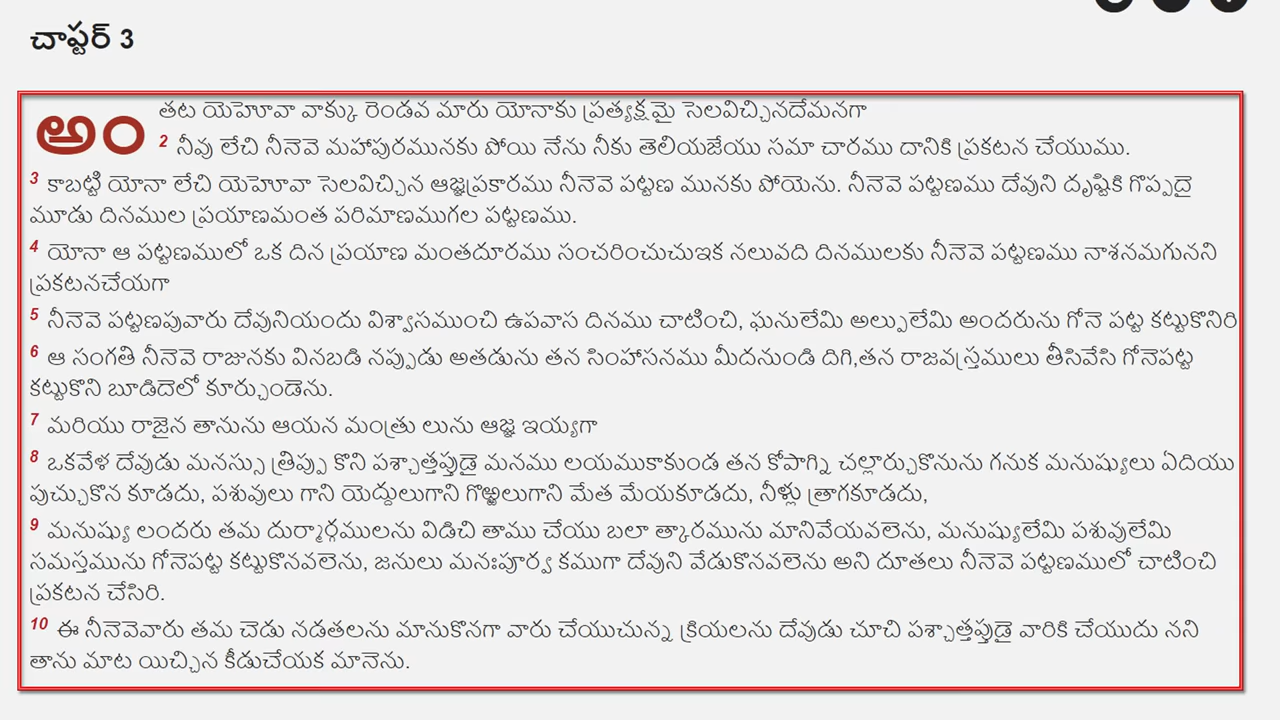 చాప్టర్ 3
అం తట యెహోవా వాక్కు రెండవ మారు యోనాకు ప్రత్యక్షమై సెలవిచ్చినదేమనగా
2 నీవు లేచి నీనెవె మహాపురమునకు పోయి నేను నీకు తెలియజేయు సమా చారము దానికి ప్రకటన చేయుము.
3 కాబట్టి యోనా లేచి యెహోవా సెలవిచ్చిన ఆజ్ఞప్రకారము నీనెవె పట్టణ మునకు పోయెను. నీనెవె పట్టణము దేవుని దృష్టికి గొప్పదై
మూడు దినముల ప్రయాణమంత పరిమాణముగల పట్టణము.
4 యోనా ఆ పట్టణములో ఒక దిన ప్రయాణ మంతదూరము సంచరించుచుఇక నలువది దినములకు నీనెవె పట్టణము నాశనమగునని
ప్రకటనచేయగా
5 నీనెవె పట్టణపువారు దేవునియందు విశ్వాసముంచి ఉపవాస దినము చాటించి, ఘనులేమి అల్పులేమి అందరును గోనె పట్ట కట్టుకొనిరి
6 ఆ సంగతి నీనెవె రాజునకు వినబడి నప్పుడు అతడును తన సింహాసనము మీదనుండి దిగి,తన రాజవస్త్రములు తీసివేసి గోనెపట్ట
కట్టుకొని బూడిదెలో కూర్చుండెను.
7 మరియు రాజైన తానును ఆయన మంత్రు లును ఆజ్ఞ ఇయ్యగా
8 ఒకవేళ దేవుడు మనస్సు త్రిప్పు కొని పశ్చాత్తప్తుడై మనము లయముకాకుండ తన కోపాగ్ని చల్లార్చుకొనును గనుక మనుష్యులు ఏదియు
పుచ్చుకొన కూడదు, పశువులు గాని యెద్దులుగాని గొఱ్ఱలుగాని మేత మేయకూడదు, నీళ్లు త్రాగకూడదు,
9 మనుష్యు లందరు తమ దుర్మార్గములను విడిచి తాము చేయు బలా త్కారమును మానివేయవలెను, మనుష్యులేమి పశువులేమి
సమస్తమును గోనెపట్ట కట్టుకొనవలెను, జనులు మనఃపూర్వ కముగా దేవుని వేడుకొనవలెను అని దూతలు నీనెవె పట్టణములో చాటించి
ప్రకటన చేసిరి.
10 ఈ నీనెవెవారు తమ చెడు నడతలను మానుకొనగా వారు చేయుచున్న క్రియలను దేవుడు చూచి పశ్చాత్తప్తుడై వారికి చేయుదు నని
తాను మాట యిచ్చిన కీడుచేయక మానెను.